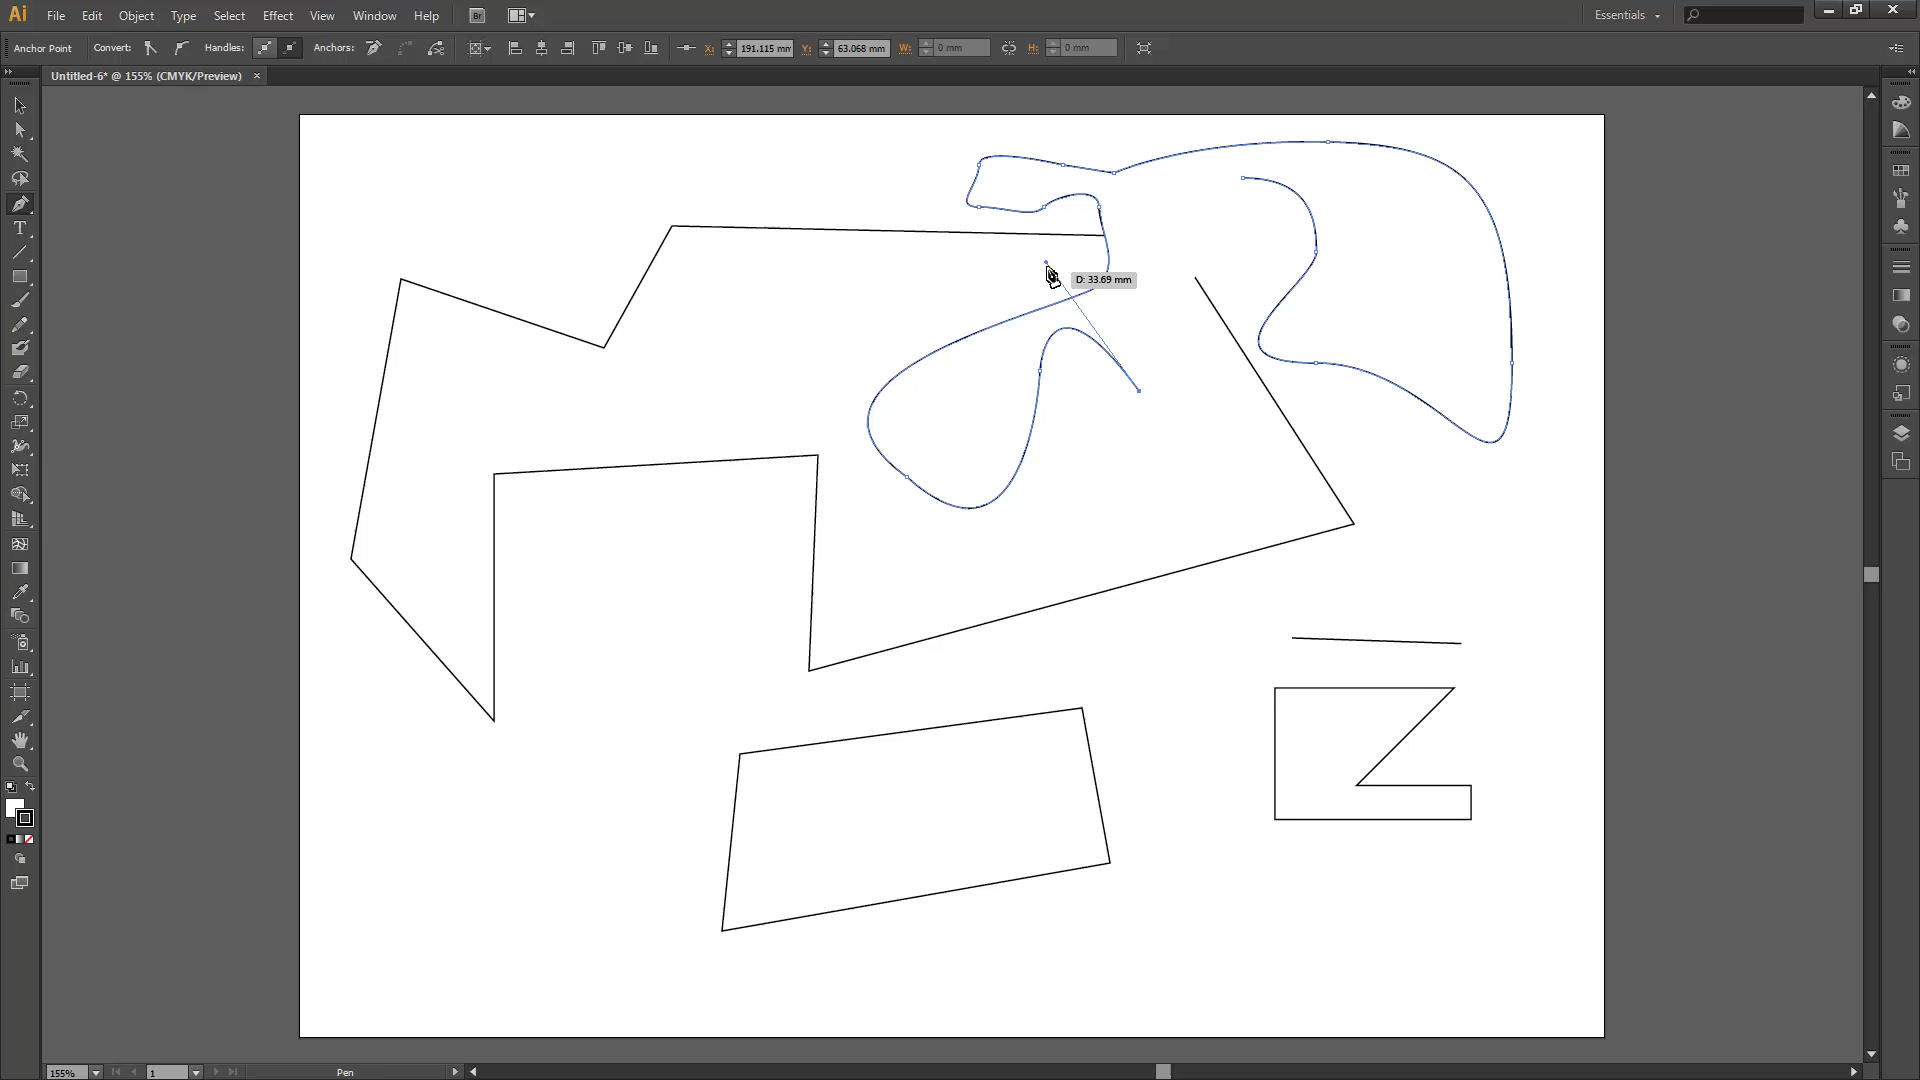 Ai File Edit Object Type Select Effect View Window Help Br Essentials
Anchor Point Convert: Handles: Anchors: X: 191.115 mm Y: 63.068 mm W: 0 mm H: 0 mm
Untitled-6* @ 155% (CMYK/Preview) ×
D: 33.69 mm
T
155% 1 Pen